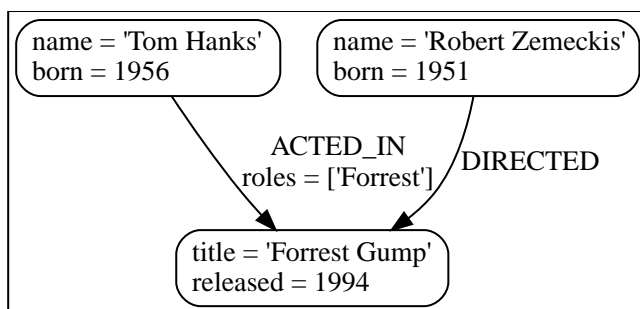 name = 'Tom Hanks'
born = 1956
name = 'Robert Zemeckis'
born = 1951
ACTED_IN
roles = ['Forrest']
DIRECTED
title = 'Forrest Gump'
released = 1994